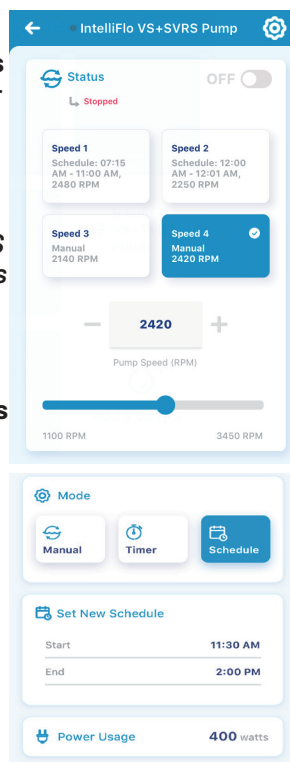 IntelliFlo VS+SVRS Pump
Status
OFF
Stopped
Speed 1
Schedule: 07:15
AM - 11:00 AM,
2480 RPM
Speed 2
Schedule: 12:00
AM - 12:01 AM,
2250 RPM
Speed 3
Manual
2140 RPM
Speed 4
Manual
2420 RPM
2420
Pump Speed (RPM)
1100 RPM
3450 RPM
Mode
Manual
Timer
Schedule
Set New Schedule
Start
11:30 AM
End
2:00 PM
Power Usage
400 watts